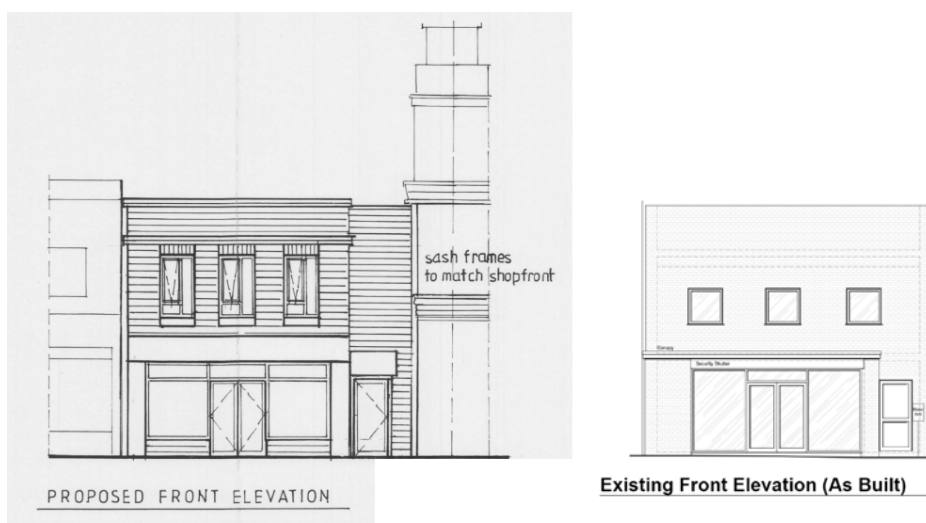 sash frames
to match shopfront
PROPOSED FRONT ELEVATION
Canopy
Security Shutter
Existing Front Elevation (As Built)